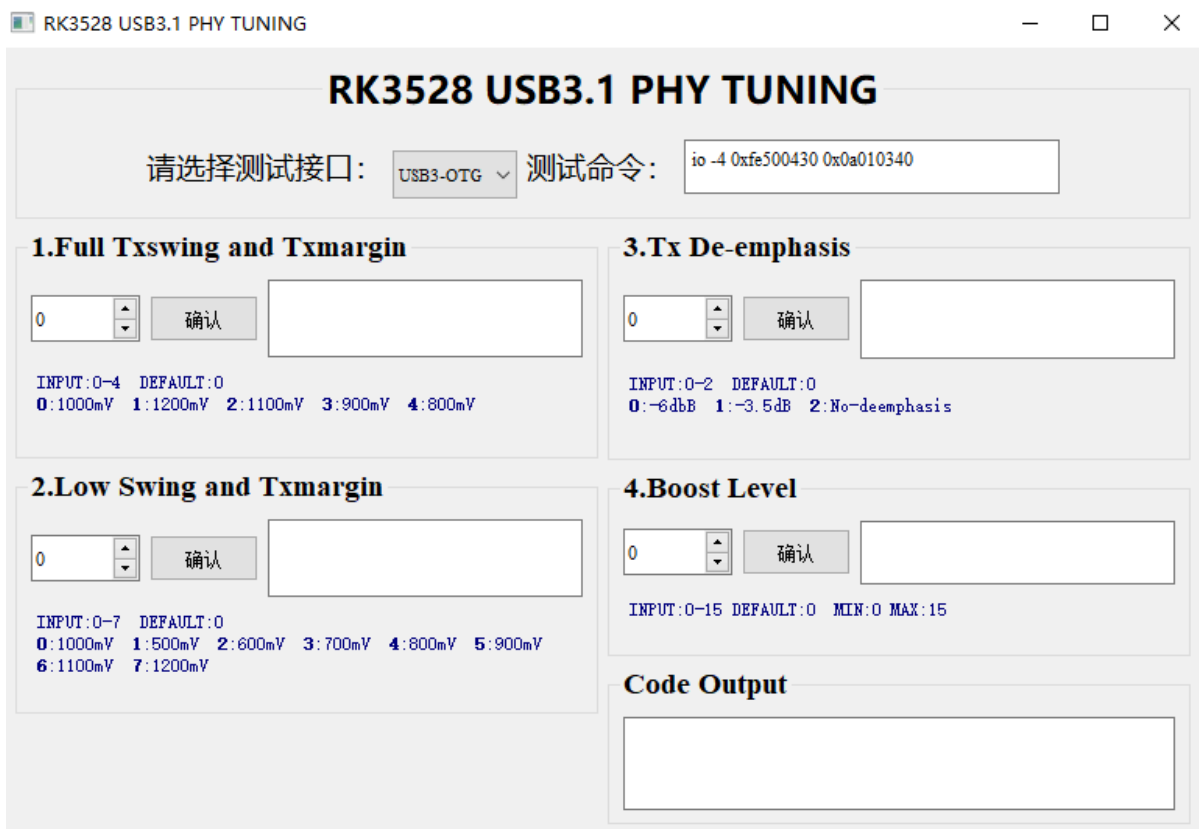 RK3528 USB3.1 PHY TUNING
RK3528 USB3.1 PHY TUNING
请选择测试接口: USB3-OTG 测试命令: io -4 0xfe500430 0x0a010340
1.Full Txswing and Txmargin
0 确认
INPUT:0-4 DEFAULT:0
0:1000mV 1:1200mV 2:1100mV 3:900mV 4:800mV
2.Low Swing and Txmargin
0 确认
INPUT:0-7 DEFAULT:0
0:1000mV 1:500mV 2:600mV 3:700mV 4:800mV 5:900mV
6:1100mV 7:1200mV
3.Tx De-emphasis
0 确认
INPUT:0-2 DEFAULT:0
0:-6dbB 1:-3.5dB 2:No-deemphasis
4.Boost Level
0 确认
INPUT:0-15 DEFAULT:0 MIN:0 MAX:15
Code Output